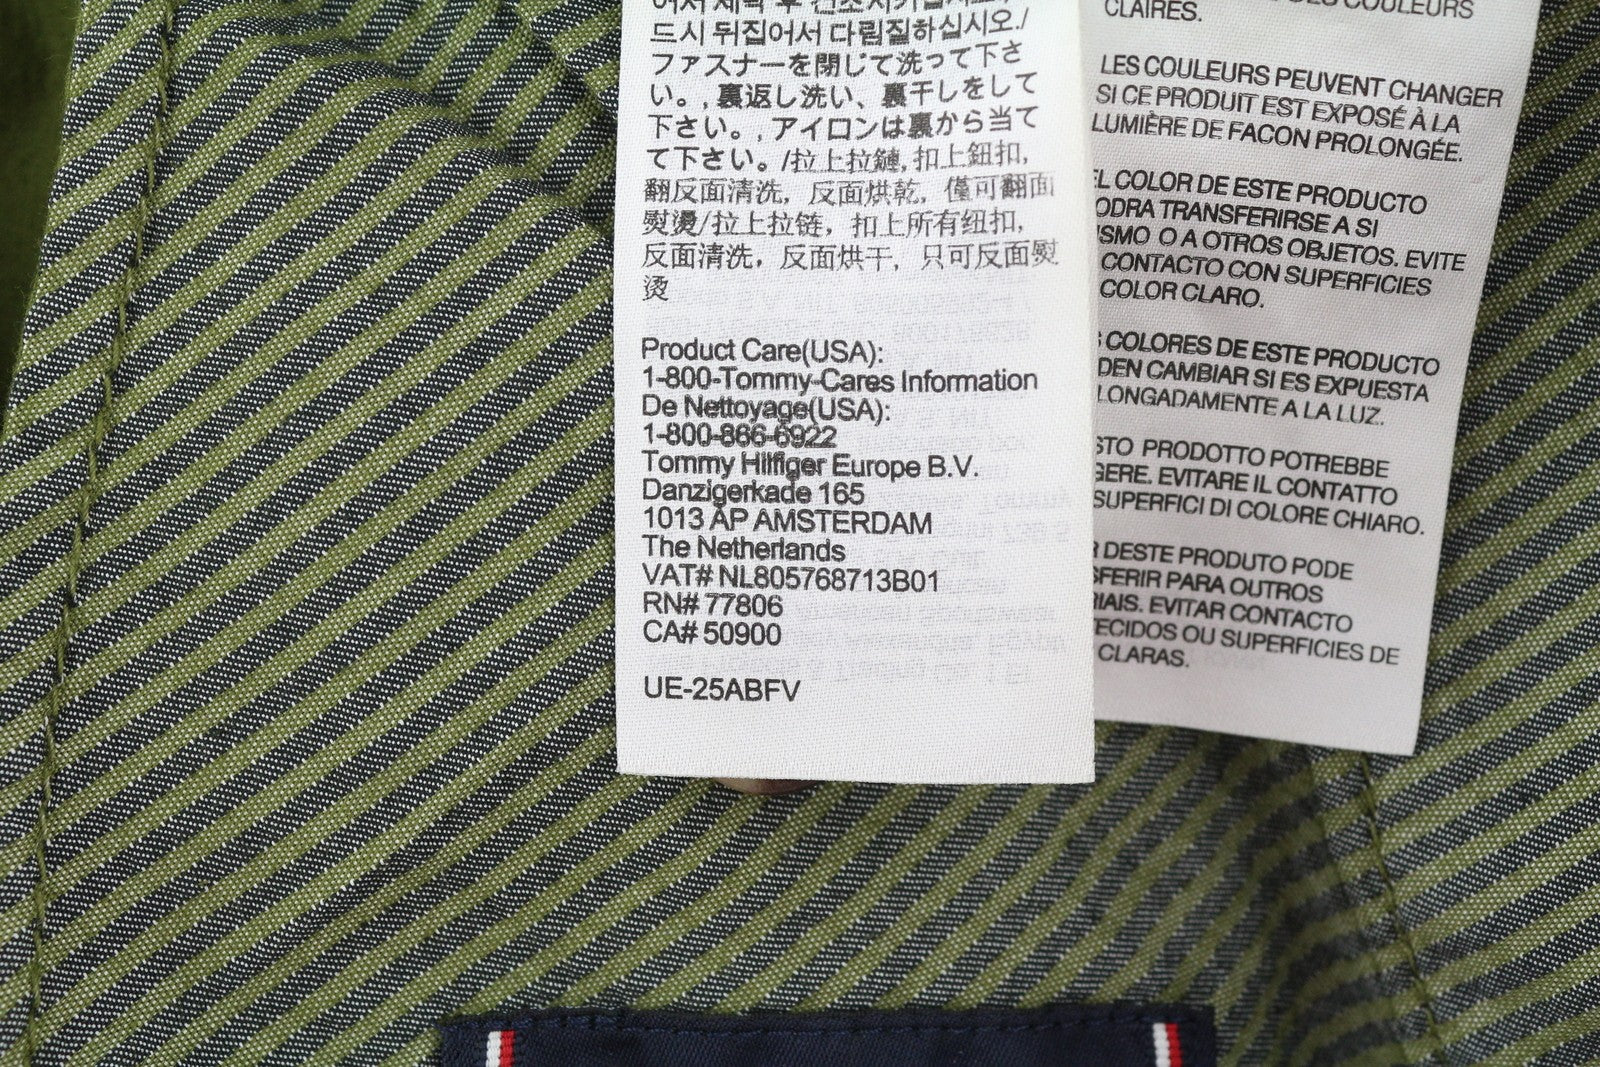 드시 뒤집어서 다림질하십시오./
ファスナーを閉じて洗って下さ
い。,裏返し洗い、裏干しをして
下さい。,アイロンは裏から当て
て下さい。/拉上拉鏈,扣上鈕扣,
翻反面清洗，反面烘乾，僅可翻面
熨燙/拉上拉链，扣上所有纽扣,
反面清洗，反面烘干, 只可反面熨
烫
Product Care(USA):
1-800-Tommy-Cares Information
De Nettoyage(USA):
1-800-866-6922
Tommy Hilfiger Europe B.V.
Danzigerkade 165
1013 AP AMSTERDAM
The Netherlands
VAT# NL805768713B01
RN# 77806
CA# 50900
UE-25ABFV
COULEURS
CLAIRES.
LES COULEURS PEUVENT CHANGER
SI CE PRODUIT EST EXPOSÉ À LA
LUMIÈRE DE FACON PROLONGÉE.
EL COLOR DE ESTE PRODUCTO
ODRA TRANSFERIRSE A SI
SMO O A OTROS OBJETOS. EVITE
CONTACTO CON SUPERFICIES
COLOR CLARO.
COLORES DE ESTE PRODUCTO
DEN CAMBIAR SI ES EXPUESTA
LONGADAMENTE A LA LUZ.
STO PRODOTTO POTREBBE
GERE. EVITARE IL CONTATTO
SUPERFICI DI COLORE CHIARO.
R DESTE PRODUTO PODE
SFERIR PARA OUTROS
RIAIS. EVITAR CONTACTO
TECIDOS OU SUPERFICIES DE
CLARAS.